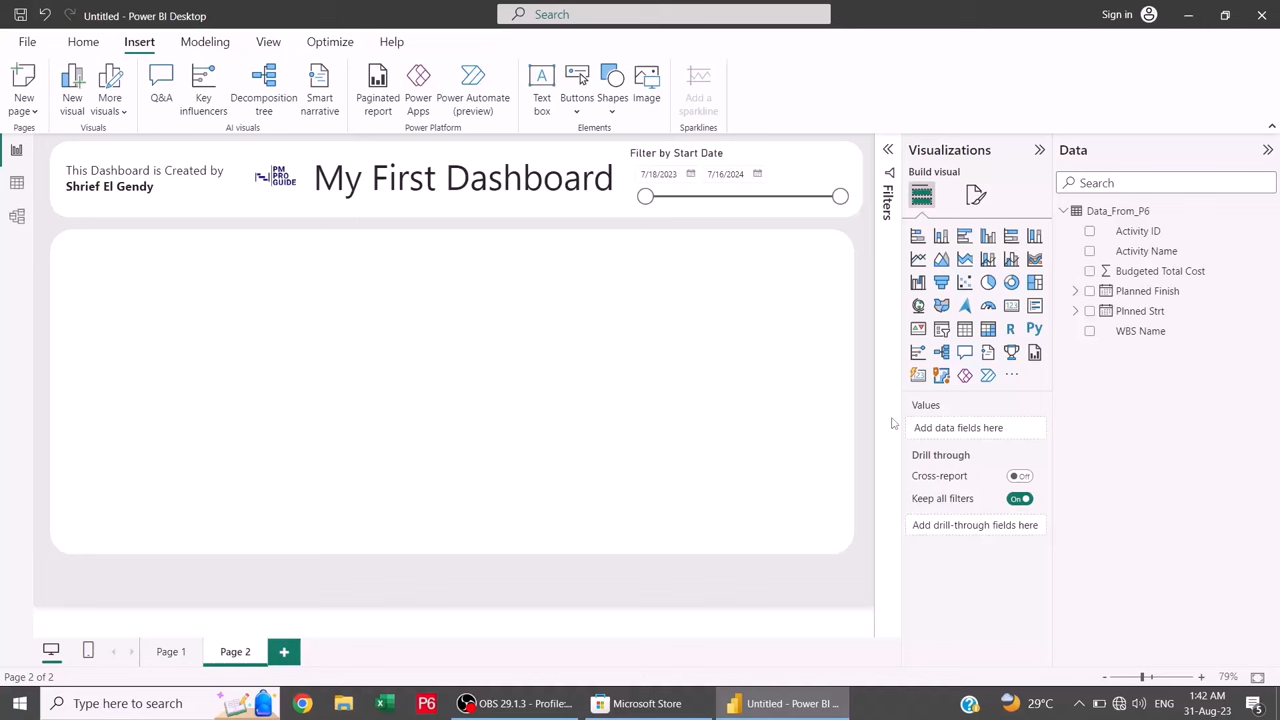 Untitled - Power BI Desktop
Search
Sign in
File
Home
Insert
Modeling
View
Optimize
Help
New page
New visual
More visuals
Q&A
Key influencers
Decomposition tree
Smart narrative
Paginated report
Power Apps
Power Automate (preview)
Text box
Buttons
Shapes
Image
Add a sparkline
Pages
Visuals
AI visuals
Power Platform
Elements
Sparklines
This Dashboard is Created by
Shrief El Gendy
PM
PRO
GUIDE
My First Dashboard
Filter by Start Date
7/18/2023
7/16/2024
Filters
Visualizations
Build visual
R
Py
123
Values
Add data fields here
Drill through
Cross-report
Off
Keep all filters
On
Add drill-through fields here
Data
Search
Data_From_P6
Activity ID
Activity Name
Budgeted Total Cost
Planned Finish
Plnned Strt
WBS Name
Page 1
Page 2
Page 2 of 2
79%
Type here to search
P6
OBS 29.1.3 - Profile:...
Microsoft Store
Untitled - Power BI ...
29°C
ENG
1:42 AM
31-Aug-23
5